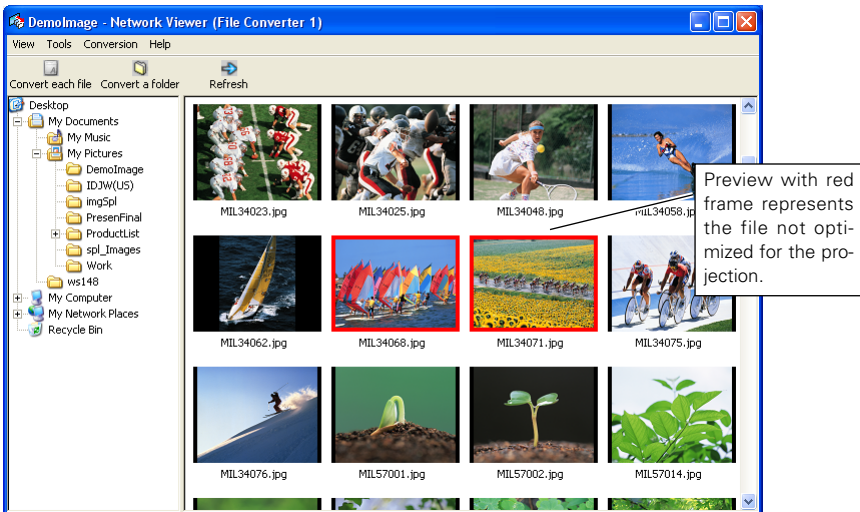 DemoImage - Network Viewer (File Converter 1)
View Tools Conversion Help
Convert each file Convert a folder Refresh
Desktop
My Documents
My Music
My Pictures
DemoImage
IDJW(US)
imgSpl
PresenFinal
ProductList
spl_Images
Work
ws148
My Computer
My Network Places
Recycle Bin
MIL34023.jpg MIL34025.jpg MIL34048.jpg MIL34058.jpg
Preview with red
frame represents
the file not opti-
mized for the pro-
jection.
MIL34062.jpg MIL34068.jpg MIL34071.jpg MIL34075.jpg
MIL34076.jpg MIL57001.jpg MIL57002.jpg MIL57014.jpg